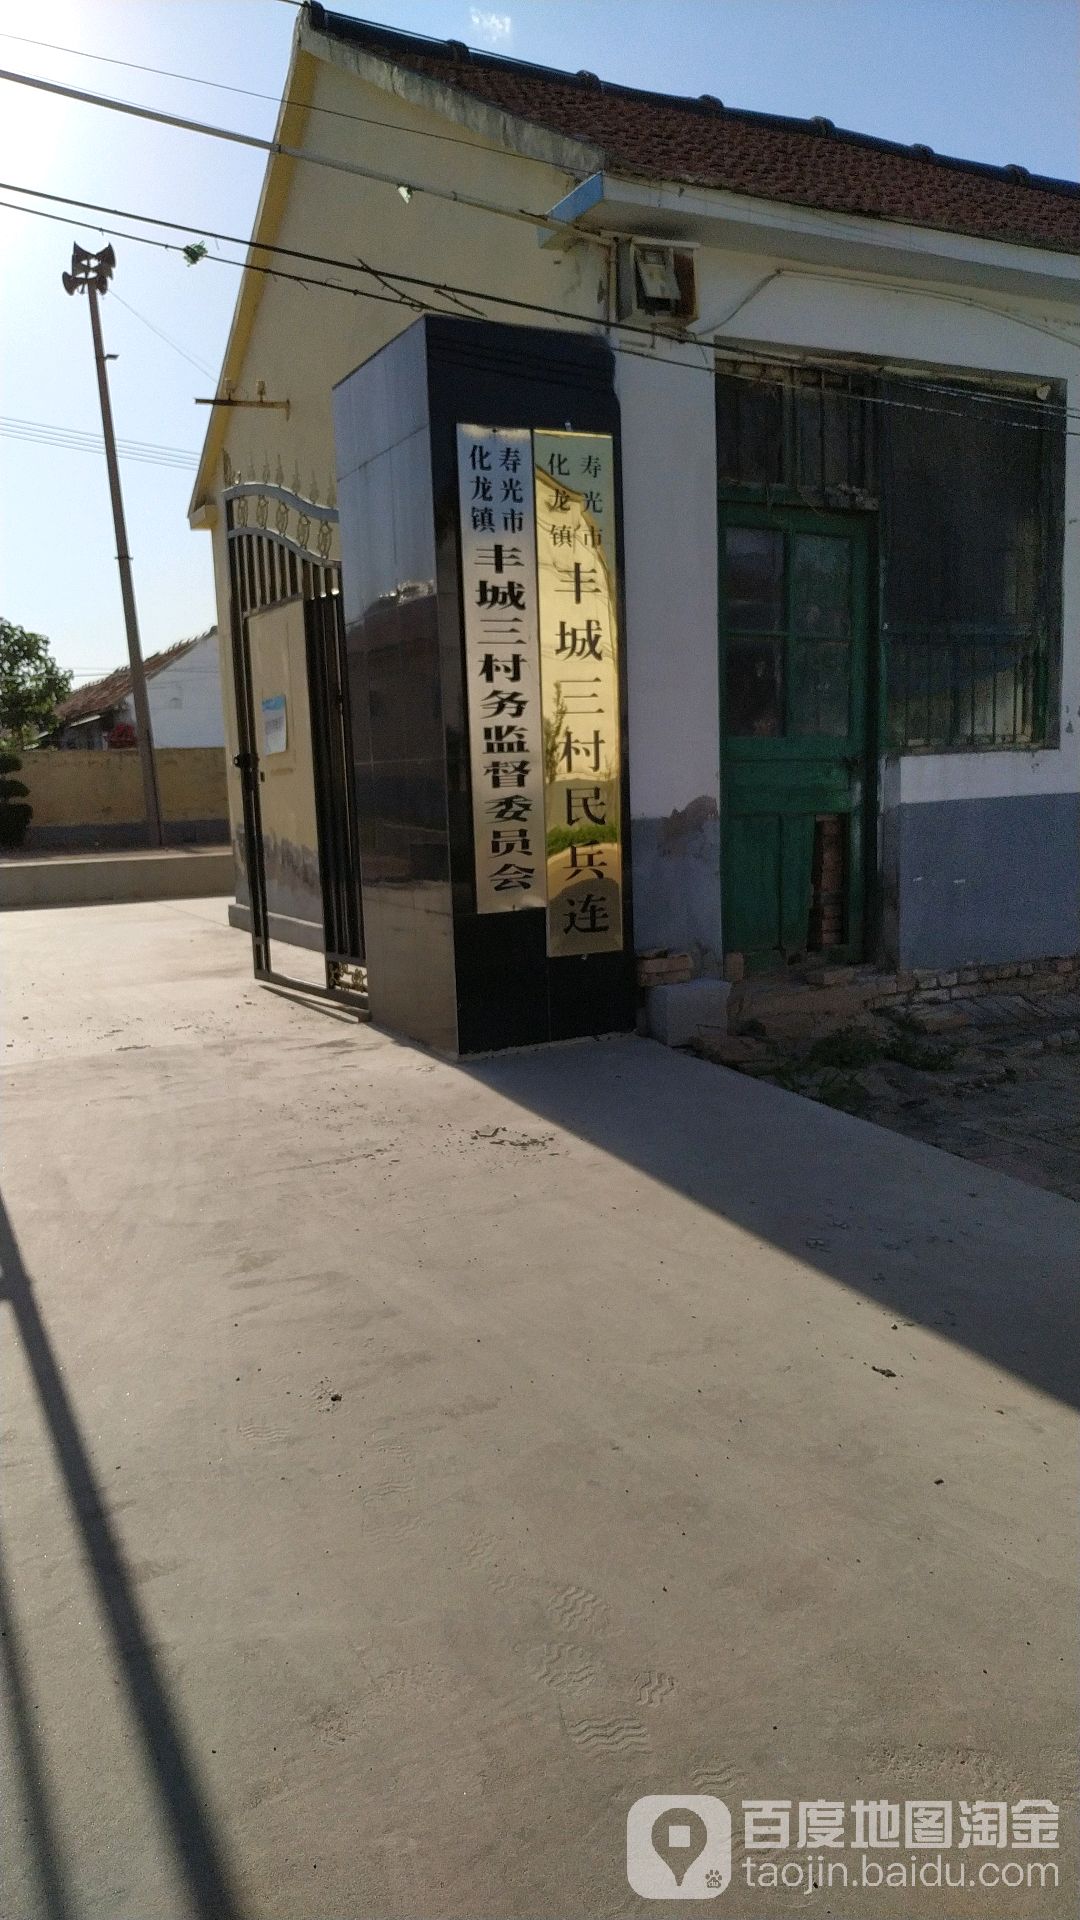 寿光市
化龙镇
丰城三村民兵连
寿光市
化龙镇
丰城三村务监督委员会
百度地图淘金
taojin.baidu.com